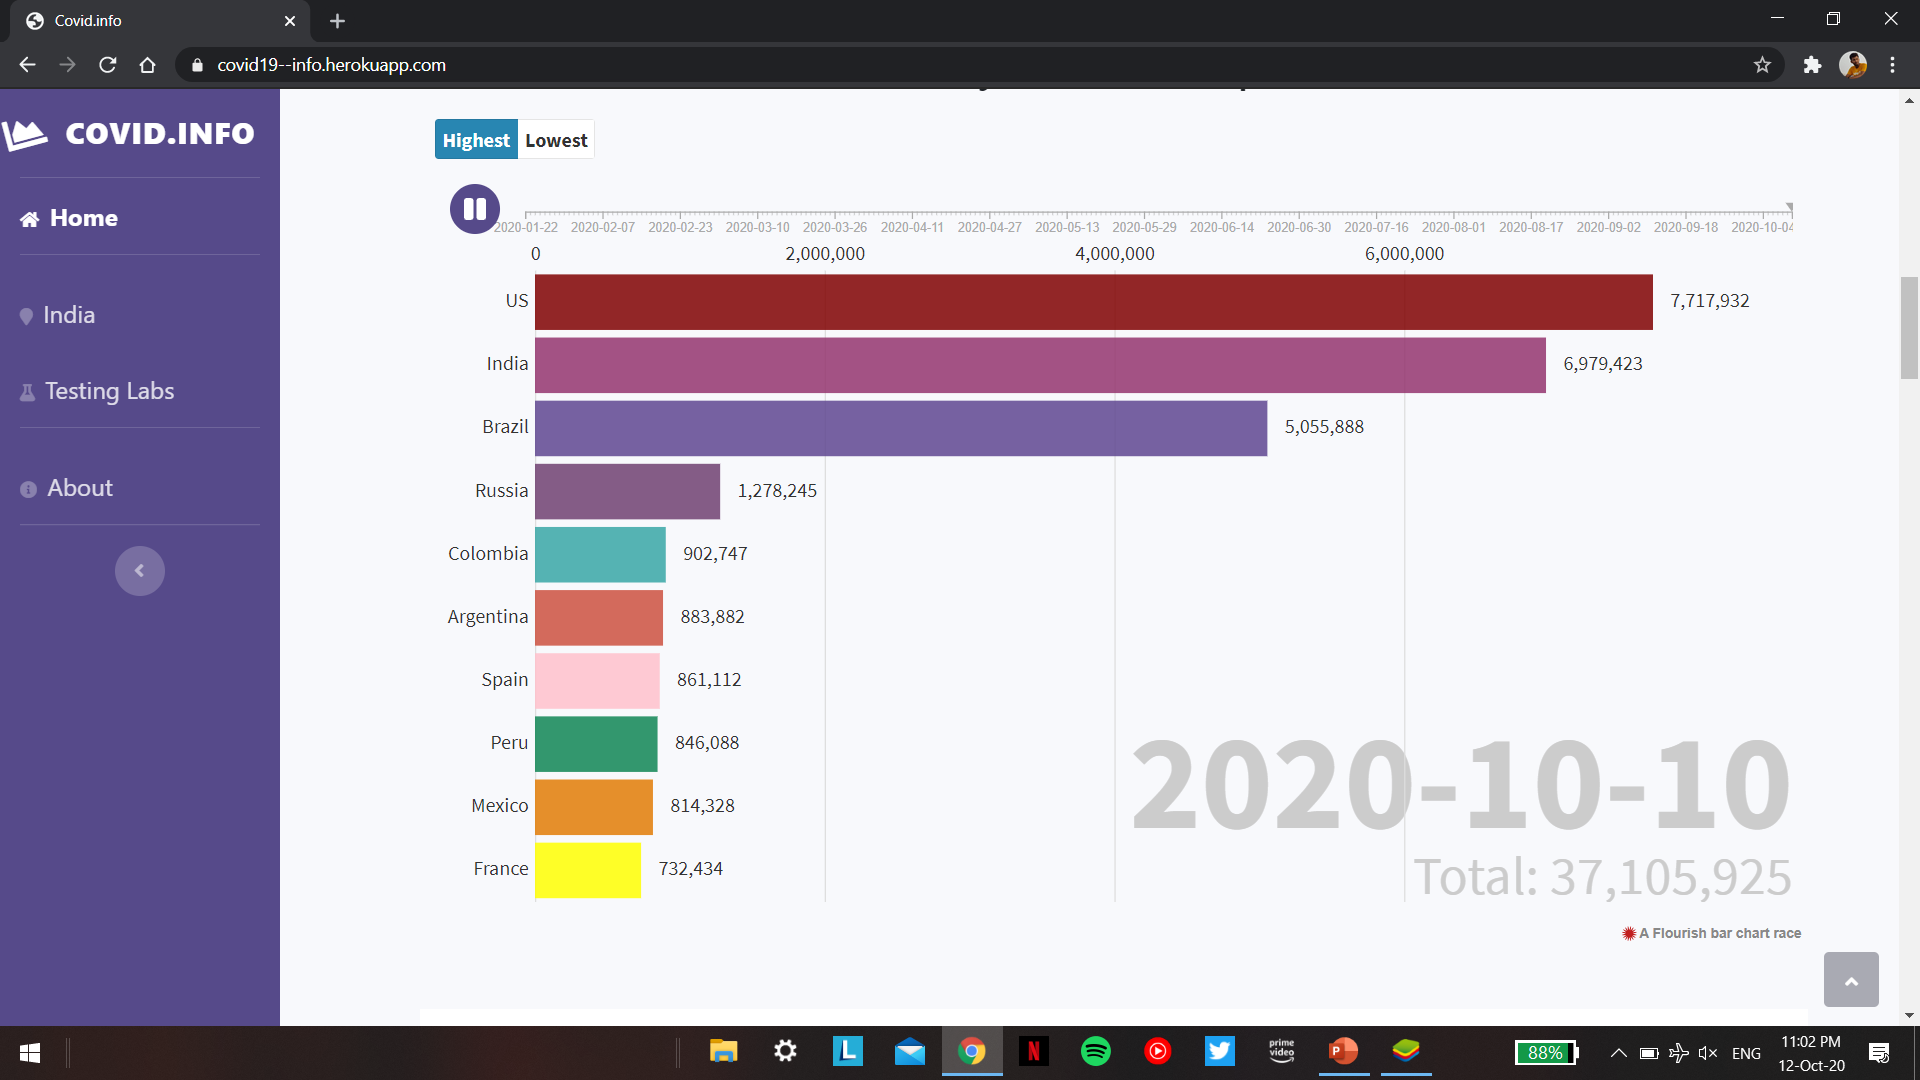 Covid.info
covid19--info.herokuapp.com
COVID.INFO
Home
India
Testing Labs
About
Highest Lowest
2020-01-22 2020-02-07 2020-02-23 2020-03-10 2020-03-26 2020-04-11 2020-04-27 2020-05-13 2020-05-29 2020-06-14 2020-06-30 2020-07-16 2020-08-01 2020-08-17 2020-09-02 2020-09-18 2020-10-04
0 2,000,000 4,000,000 6,000,000
US 7,717,932
India 6,979,423
Brazil 5,055,888
Russia 1,278,245
Colombia 902,747
Argentina 883,882
Spain 861,112
Peru 846,088
Mexico 814,328
France 732,434
2020-10-10
Total: 37,105,925
A Flourish bar chart race
L
N
prime video
P
88%
ENG
11:02 PM
12-Oct-20